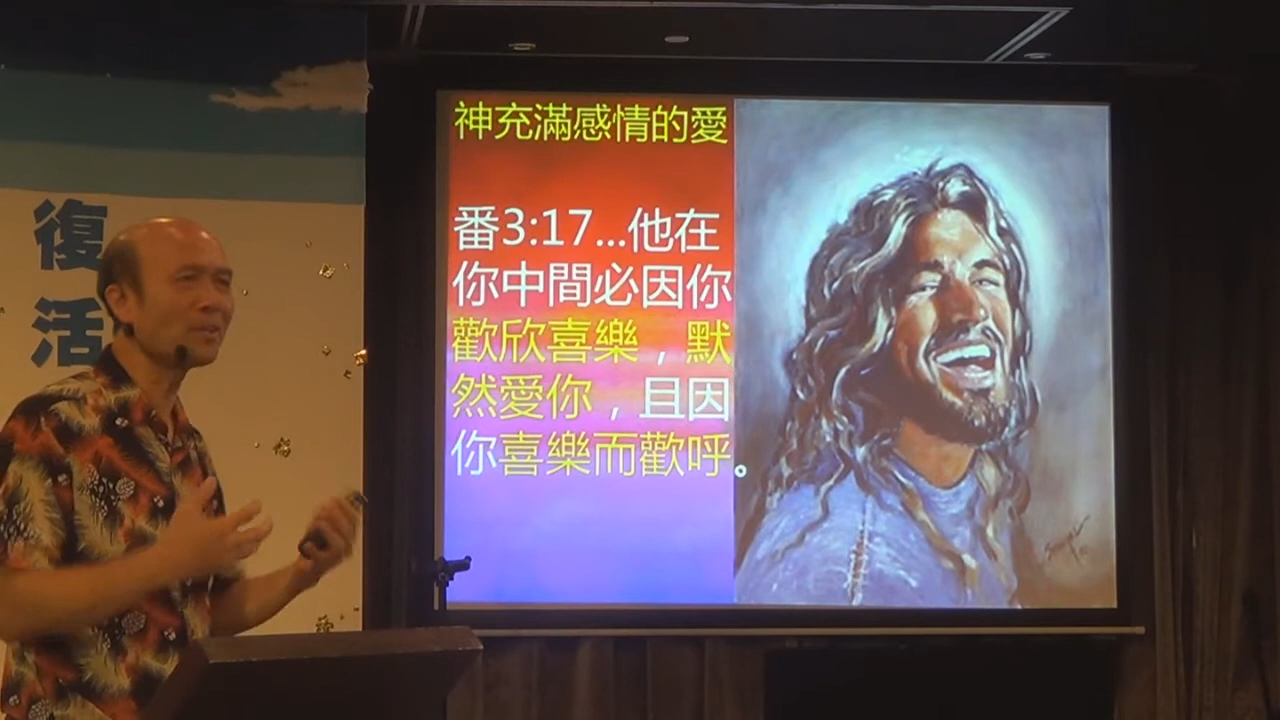 復
活
神充滿感情的愛
番3:17...他在
你中間必因你
歡欣喜樂，默
然愛你，且因
你喜樂而歡呼。